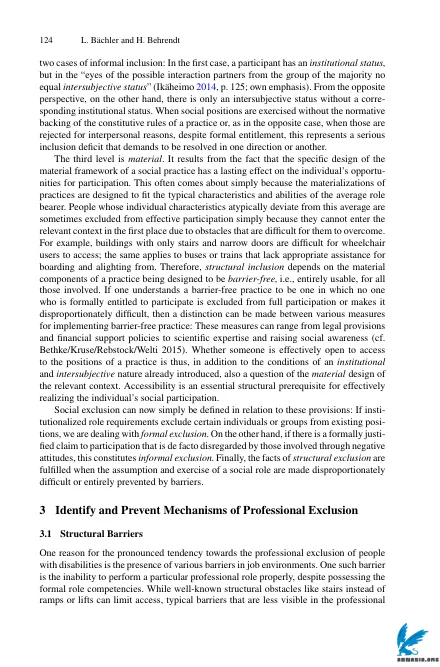 124 L. Bächler and H. Behrendt
two cases of informal inclusion: In the first case, a participant has an institutional status,
but in the “eyes of the possible interaction partners from the group of the majority no
equal intersubjective status” (Ikäheimo 2014, p. 125; own emphasis). From the opposite
perspective, on the other hand, there is only an intersubjective status without a corre-
sponding institutional status. When social positions are exercised without the normative
backing of the constitutive rules of a practice or, as in the opposite case, when those are
rejected for interpersonal reasons, despite formal entitlement, this represents a serious
inclusion deficit that demands to be resolved in one direction or another.
The third level is material. It results from the fact that the specific design of the
material framework of a social practice has a lasting effect on the individual’s opportu-
nities for participation. This often comes about simply because the materializations of
practices are designed to fit the typical characteristics and abilities of the average role
bearer. People whose individual characteristics atypically deviate from this average are
sometimes excluded from effective participation simply because they cannot enter the
relevant context in the first place due to obstacles that are difficult for them to overcome.
For example, buildings with only stairs and narrow doors are difficult for wheelchair
users to access; the same applies to buses or trains that lack appropriate assistance for
boarding and alighting from. Therefore, structural inclusion depends on the material
components of a practice being designed to be barrier-free, i.e., entirely usable, for all
those involved. If one understands a barrier-free practice to be one in which no one
who is formally entitled to participate is excluded from full participation or makes it
disproportionately difficult, then a distinction can be made between various measures
for implementing barrier-free practice: These measures can range from legal provisions
and financial support policies to scientific expertise and raising social awareness (cf.
Bethke/Kruse/Rebstock/Welti 2015). Whether someone is effectively open to access
to the positions of a practice is thus, in addition to the conditions of an institutional
and intersubjective nature already introduced, also a question of the material design of
the relevant context. Accessibility is an essential structural prerequisite for effectively
realizing the individual’s social participation.
Social exclusion can now simply be defined in relation to these provisions: If insti-
tutionalized role requirements exclude certain individuals or groups from existing posi-
tions, we are dealing with formal exclusion. On the other hand, if there is a formally justi-
fied claim to participation that is de facto disregarded by those involved through negative
attitudes, this constitutes informal exclusion. Finally, the facts of structural exclusion are
fulfilled when the assumption and exercise of a social role are made disproportionately
difficult or entirely prevented by barriers.
3 Identify and Prevent Mechanisms of Professional Exclusion
3.1 Structural Barriers
One reason for the pronounced tendency towards the professional exclusion of people
with disabilities is the presence of various barriers in job environments. One such barrier
is the inability to perform a particular professional role properly, despite possessing the
formal role competencies. While well-known structural obstacles like stairs instead of
ramps or lifts can limit access, typical barriers that are less visible in the professional